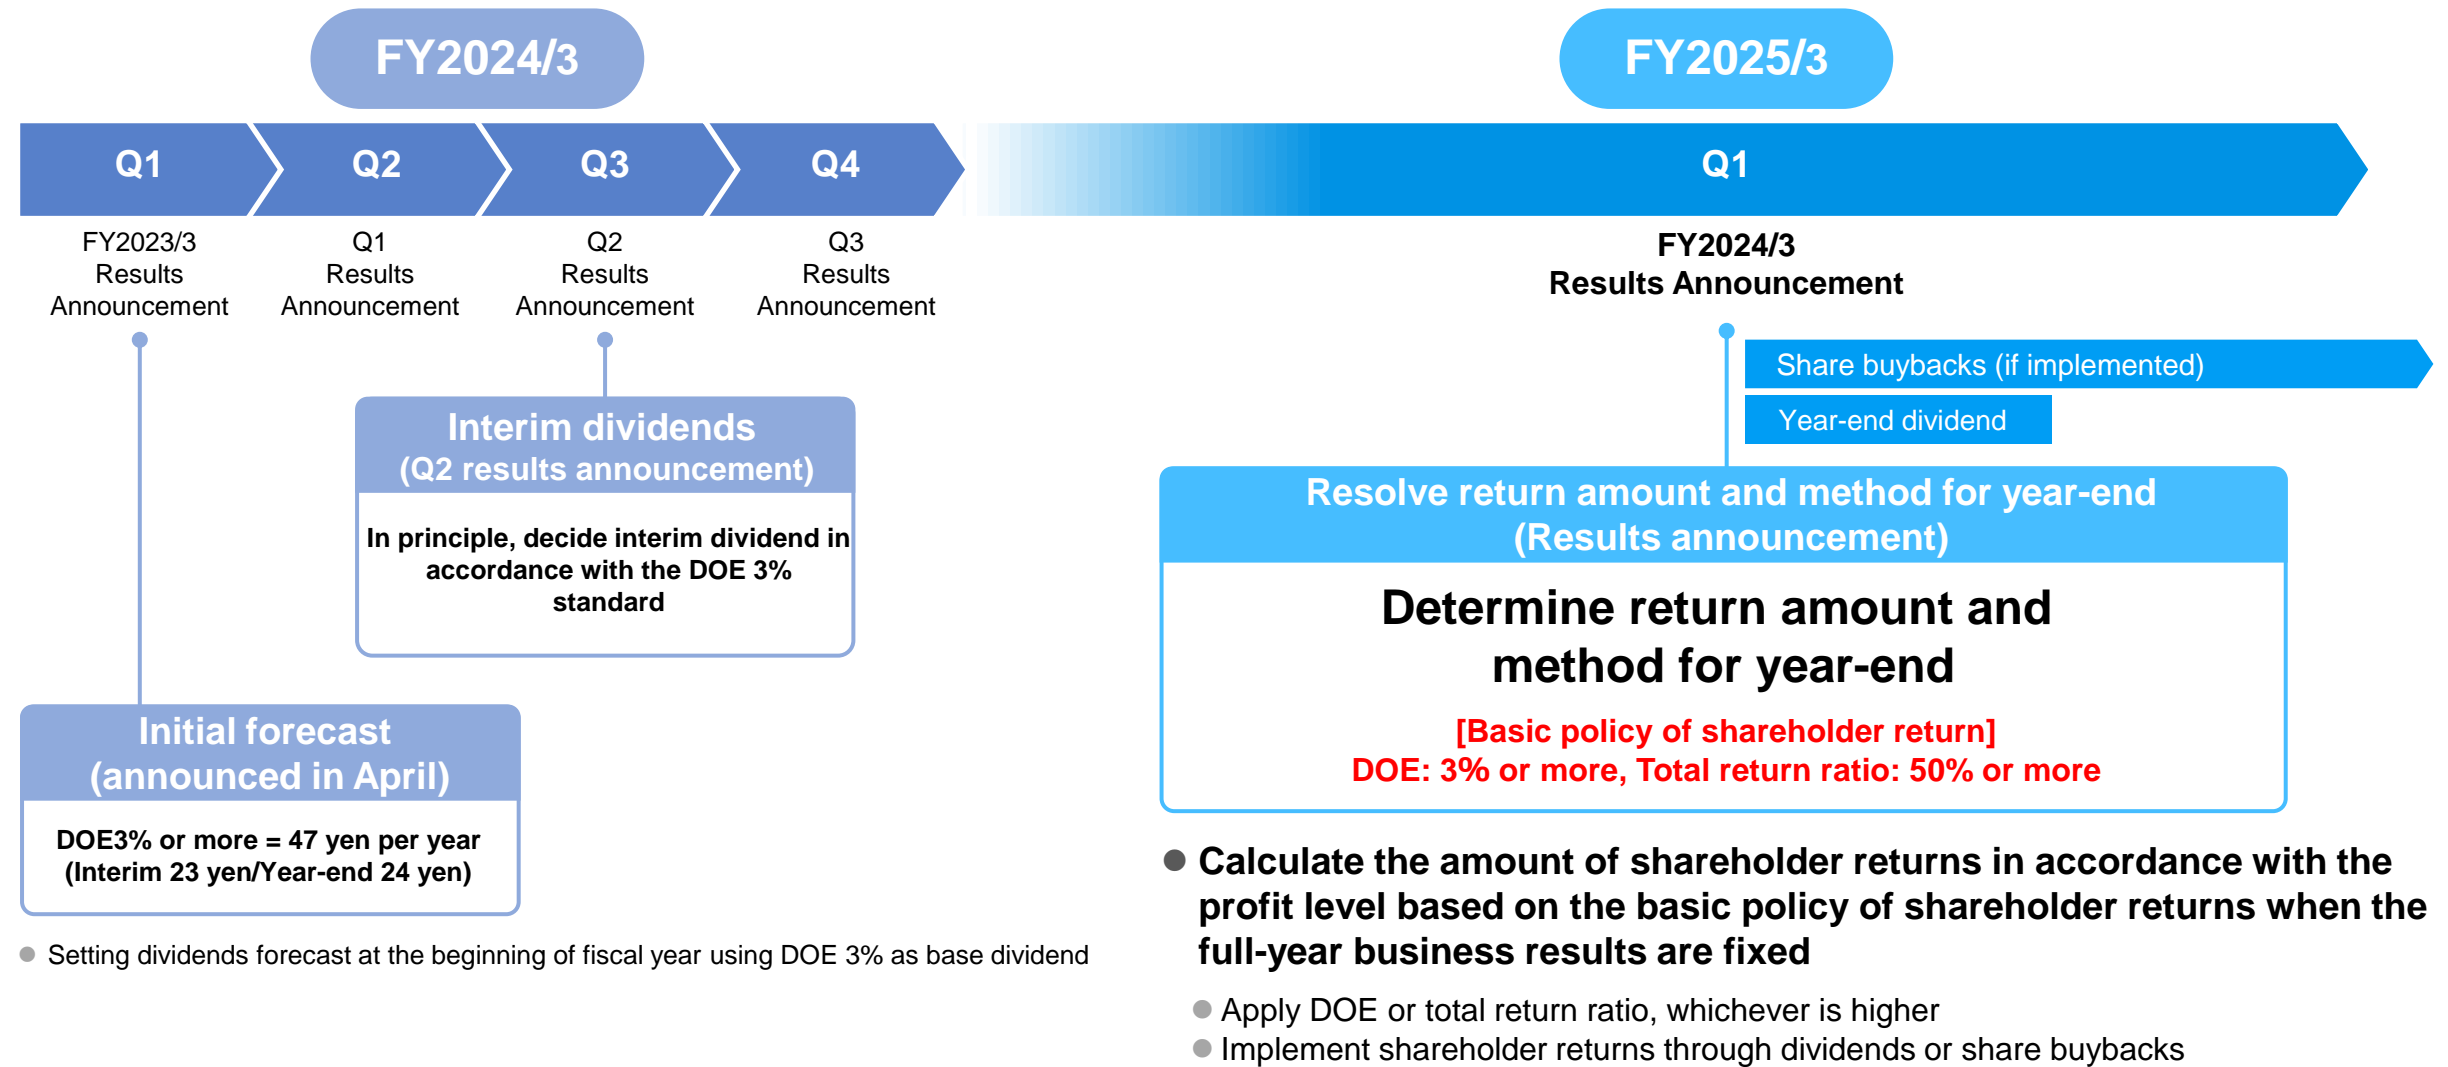 FY2024/3
FY2025/3
Q1
Q2
Q3
Q4
Q1
FY2023/3
Results
Announcement
Q1
Results
Announcement
Q2
Results
Announcement
Q3
Results
Announcement
FY2024/3
Results Announcement
Share buybacks (if implemented)
Year-end dividend
Interim dividends
(Q2 results announcement)
In principle, decide interim dividend in
accordance with the DOE 3%
standard
Initial forecast
(announced in April)
DOE3% or more = 47 yen per year
(Interim 23 yen/Year-end 24 yen)
● Setting dividends forecast at the beginning of fiscal year using DOE 3% as base dividend
Resolve return amount and method for year-end
(Results announcement)
Determine return amount and
method for year-end
[Basic policy of shareholder return]
DOE: 3% or more, Total return ratio: 50% or more
● Calculate the amount of shareholder returns in accordance with the
profit level based on the basic policy of shareholder returns when the
full-year business results are fixed
● Apply DOE or total return ratio, whichever is higher
● Implement shareholder returns through dividends or share buybacks